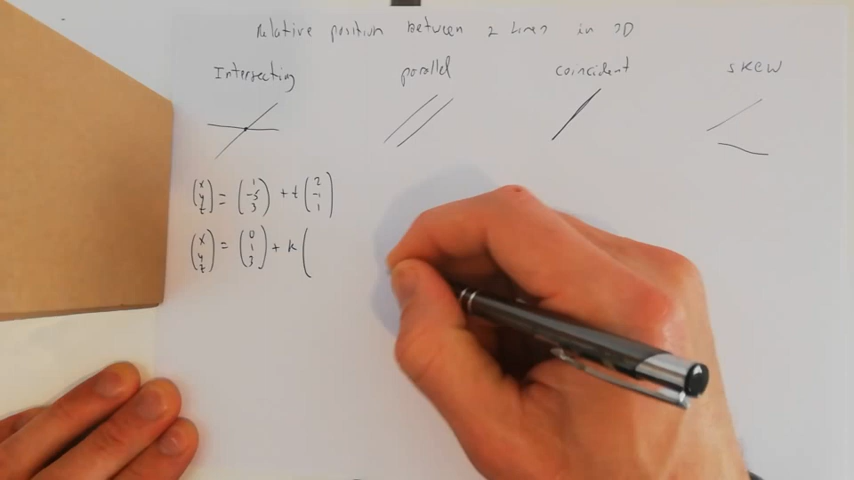 Relative position between 2 lines in 3D
Intersecting parallel coincident skew
(x y z) = (1 -5 3) + t (2 -1 1)
(x y z) = (0 1 3) + k (